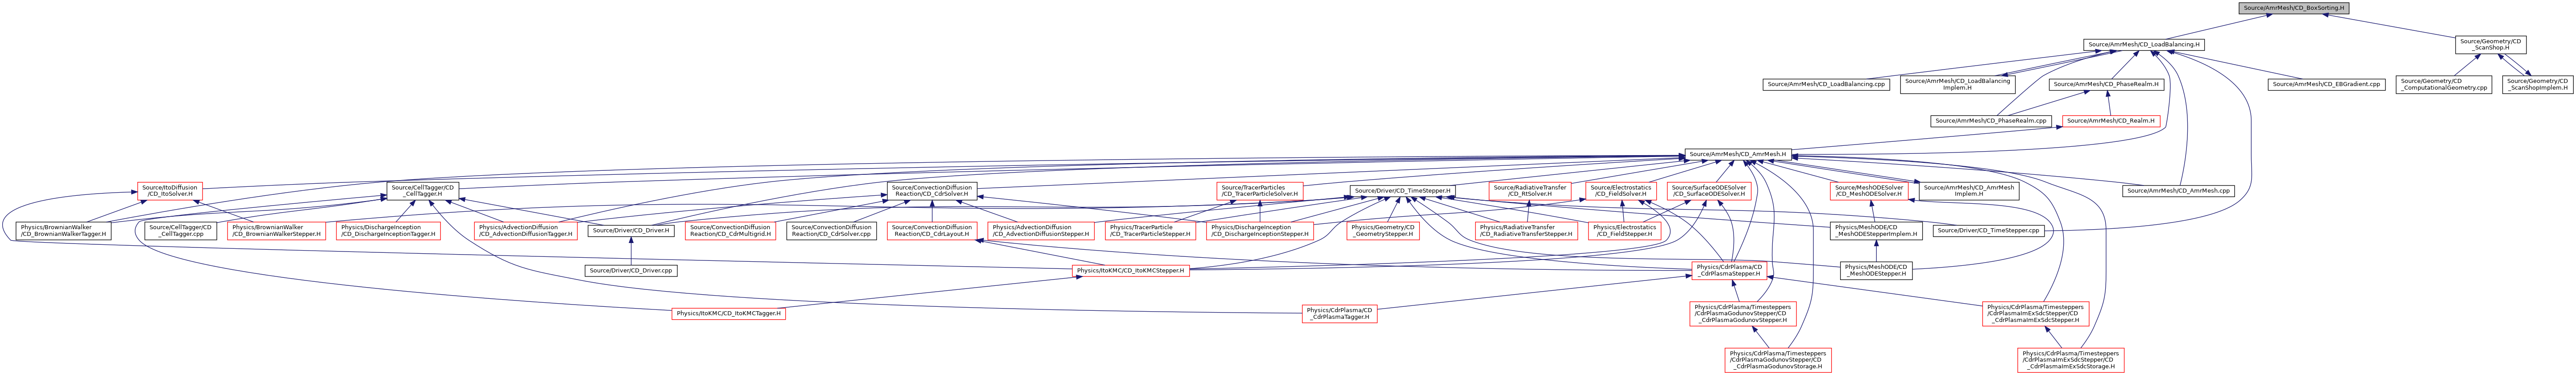 Source/AmrMesh/CD_BoxSorting.H
Source/AmrMesh/CD_LoadBalancing.H
Source/Geometry/CD
_ScanShop.H
Source/AmrMesh/CD_LoadBalancing.cpp
Source/AmrMesh/CD_LoadBalancing
Implem.H
Source/AmrMesh/CD_PhaseRealm.H
Source/AmrMesh/CD_EBGradient.cpp
Source/Geometry/CD
_ComputationalGeometry.cpp
Source/Geometry/CD
_ScanShopImplem.H
Source/AmrMesh/CD_PhaseRealm.cpp
Source/AmrMesh/CD_Realm.H
Source/AmrMesh/CD_AmrMesh.H
Source/ItoDiffusion
/CD_ItoSolver.H
Source/CellTagger/CD
_CellTagger.H
Source/ConvectionDiffusion
Reaction/CD_CdrSolver.H
Source/TracerParticles
/CD_TracerParticleSolver.H
Source/Driver/CD_TimeStepper.H
Source/RadiativeTransfer
/CD_RtSolver.H
Source/Electrostatics
/CD_FieldSolver.H
Source/SurfaceODESolver
/CD_SurfaceODESolver.H
Source/MeshODESolver
/CD_MeshODESolver.H
Source/AmrMesh/CD_AmrMesh
Implem.H
Source/AmrMesh/CD_AmrMesh.cpp
Physics/BrownianWalker
/CD_BrownianWalkerTagger.H
Source/CellTagger/CD
_CellTagger.cpp
Physics/BrownianWalker
/CD_BrownianWalkerStepper.H
Physics/DischargeInception
/CD_DischargeInceptionTagger.H
Physics/AdvectionDiffusion
/CD_AdvectionDiffusionTagger.H
Source/Driver/CD_Driver.H
Source/ConvectionDiffusion
Reaction/CD_CdrMultigrid.H
Source/ConvectionDiffusion
Reaction/CD_CdrSolver.cpp
Source/ConvectionDiffusion
Reaction/CD_CdrLayout.H
Physics/AdvectionDiffusion
/CD_AdvectionDiffusionStepper.H
Physics/TracerParticle
/CD_TracerParticleStepper.H
Physics/DischargeInception
/CD_DischargeInceptionStepper.H
Physics/Geometry/CD
_GeometryStepper.H
Physics/RadiativeTransfer
/CD_RadiativeTransferStepper.H
Physics/Electrostatics
/CD_FieldStepper.H
Physics/MeshODE/CD
_MeshODEStepperImplem.H
Source/Driver/CD_TimeStepper.cpp
Source/Driver/CD_Driver.cpp
Physics/ItoKMC/CD_ItoKMCStepper.H
Physics/CdrPlasma/CD
_CdrPlasmaStepper.H
Physics/MeshODE/CD
_MeshODEStepper.H
Physics/ItoKMC/CD_ItoKMCTagger.H
Physics/CdrPlasma/CD
_CdrPlasmaTagger.H
Physics/CdrPlasma/Timesteppers
/CdrPlasmaGodunovStepper/CD
_CdrPlasmaGodunovStepper.H
Physics/CdrPlasma/Timesteppers
/CdrPlasmaImExSdcStepper/CD
_CdrPlasmaImExSdcStepper.H
Physics/CdrPlasma/Timesteppers
/CdrPlasmaGodunovStepper/CD
_CdrPlasmaGodunovStorage.H
Physics/CdrPlasma/Timesteppers
/CdrPlasmaImExSdcStepper/CD
_CdrPlasmaImExSdcStorage.H